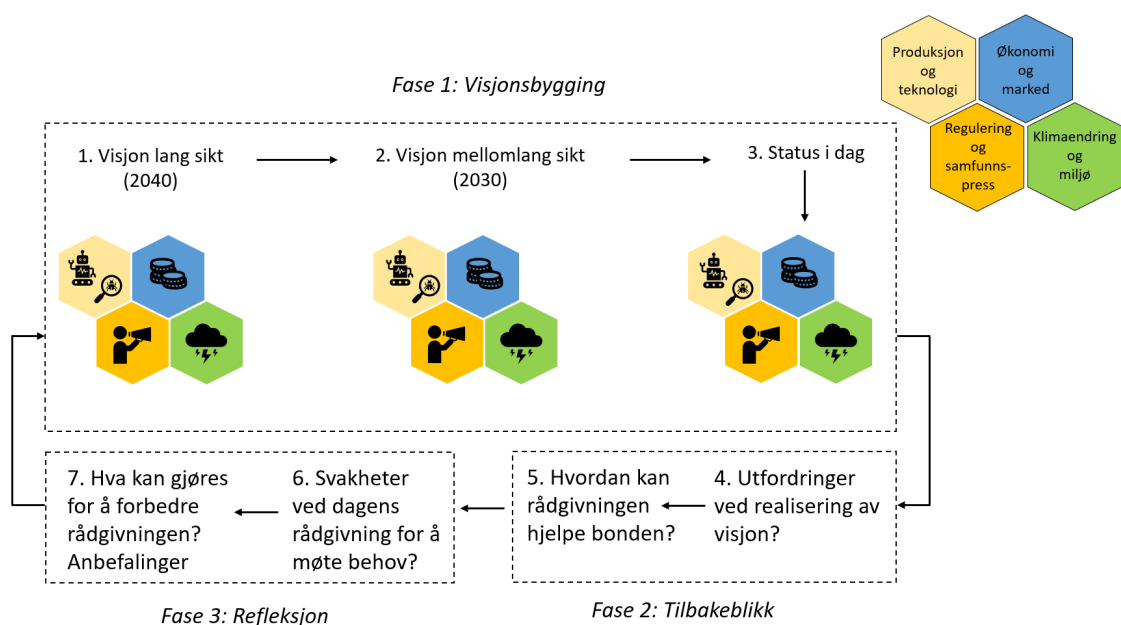 Produksjon
og
teknologi
Økonomi
og
marked
Regulering
og
samfunns-
press
Klimaendring
og
miljø
Fase 1: Visjonsbygging
1. Visjon lang sikt
(2040)
2. Visjon mellomlang sikt
(2030)
3. Status i dag
7. Hva kan gjøres
for å forbedre
rådgivningen?
Anbefalinger
6. Svakheter
ved dagens
rådgivning for å
møte behov?
5. Hvordan kan
rådgivningen
hjelpe bonden?
4. Utfordringer
ved realisering av
visjon?
Fase 3: Refleksjon
Fase 2: Tilbakeblikk